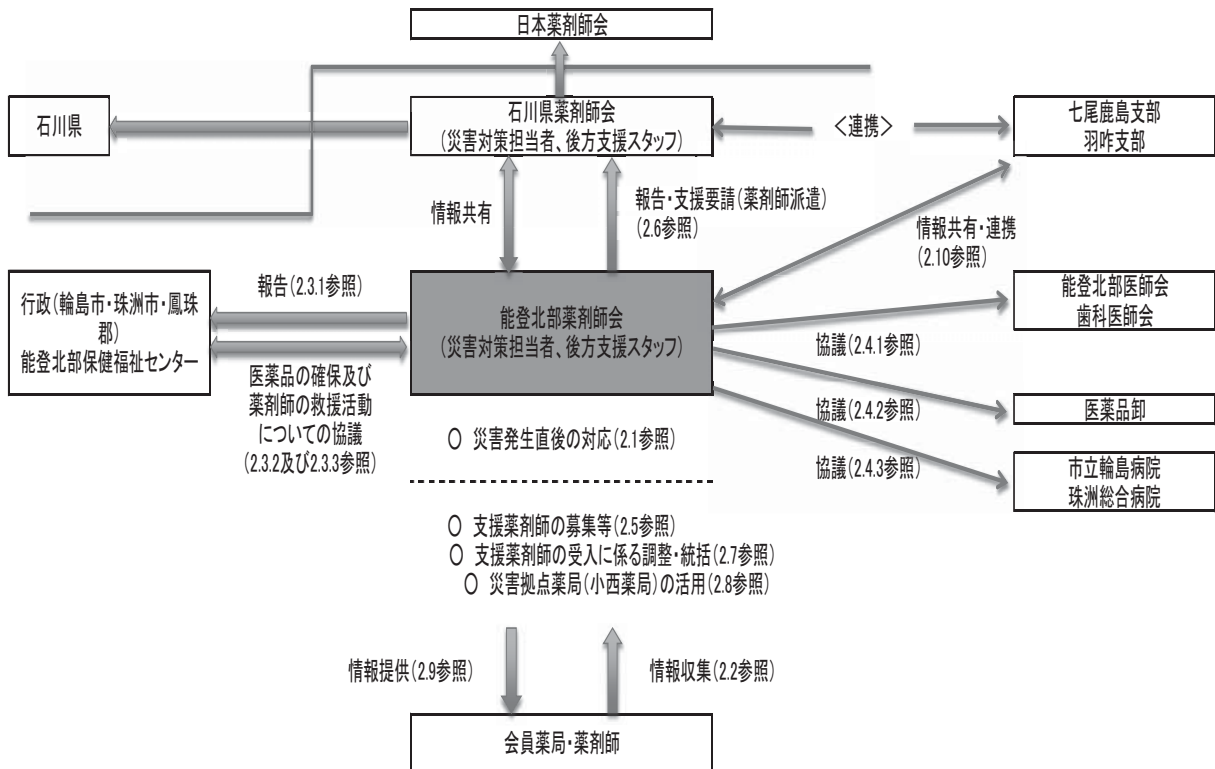 日本薬剤師会
石川県
石川県薬剤師会
(災害対策担当者、後方支援スタッフ)
<連携>
七尾鹿島支部
羽咋支部
情報共有
報告・支援要請(薬剤師派遣)
(2.6参照)
情報共有・連携
(2.10参照)
行政(輪島市・珠洲市・鳳珠
郡)
能登北部保健福祉センター
報告(2.3.1参照)
医薬品の確保及び
薬剤師の救援活動
についての協議
(2.3.2及び2.3.3参照)
能登北部薬剤師会
(災害対策担当者、後方支援スタッフ)
能登北部医師会
歯科医師会
協議(2.4.1参照)
協議(2.4.2参照)
医薬品卸
協議(2.4.3参照)
市立輪島病院
珠洲総合病院
○ 災害発生直後の対応(2.1参照)
○ 支援薬剤師の募集等(2.5参照)
○ 支援薬剤師の受入に係る調整・統括(2.7参照)
○ 災害拠点薬局(小西薬局)の活用(2.8参照)
情報提供(2.9参照)
情報収集(2.2参照)
会員薬局・薬剤師